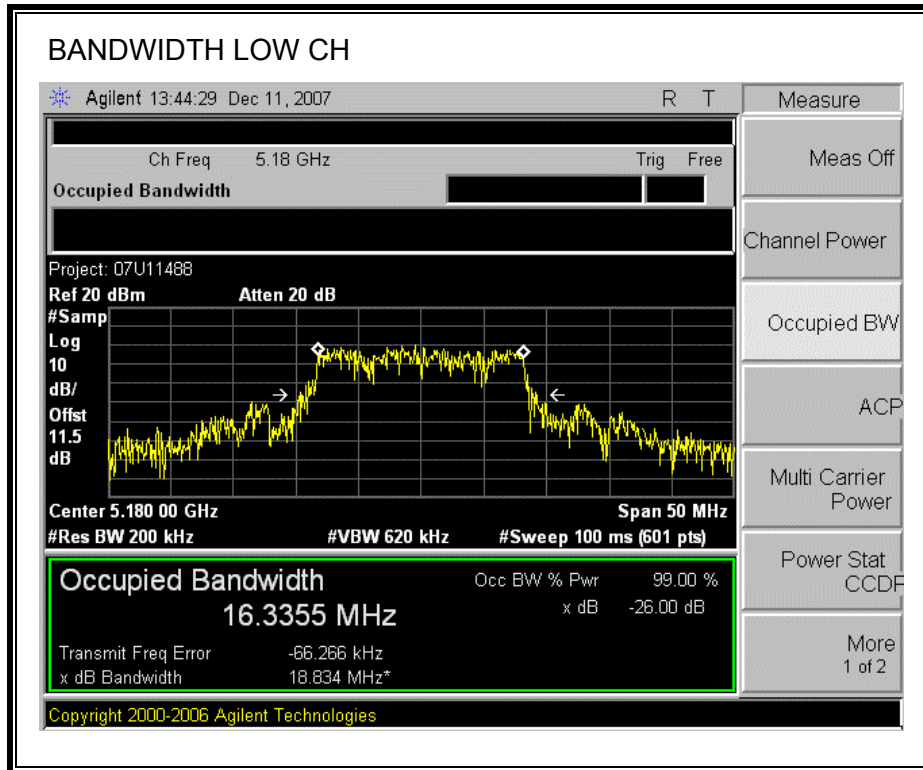 BANDWIDTH LOW CH
Agilent 13:44:29 Dec 11, 2007 R T
Measure
Ch Freq 5.18 GHz Trig Free
Occupied Bandwidth
Meas Off
Channel Power
Project: 07U11488
Ref 20 dBm Atten 20 dB
#Samp
Log
10
dB/
Offst
11.5
dB
Occupied BW
ACP
Multi Carrier
Power
Center 5.180 00 GHz Span 50 MHz
#Res BW 200 kHz #VBW 620 kHz #Sweep 100 ms (601 pts)
Occupied Bandwidth Occ BW % Pwr 99.00 %
16.3355 MHz x dB -26.00 dB
Transmit Freq Error -66.266 kHz
x dB Bandwidth 18.834 MHz*
Power Stat
CCDF
More
1 of 2
Copyright 2000-2006 Agilent Technologies